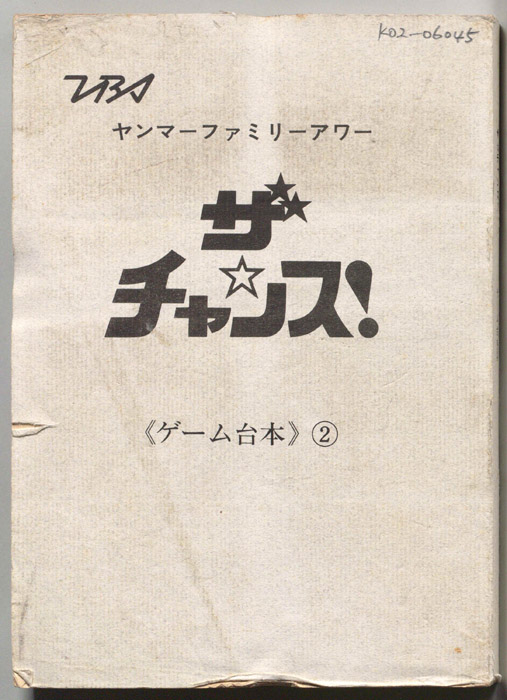 K02-06045
TBS
ヤンマーファミリーアワー
ザ
チャンス!
《ゲーム台本》②